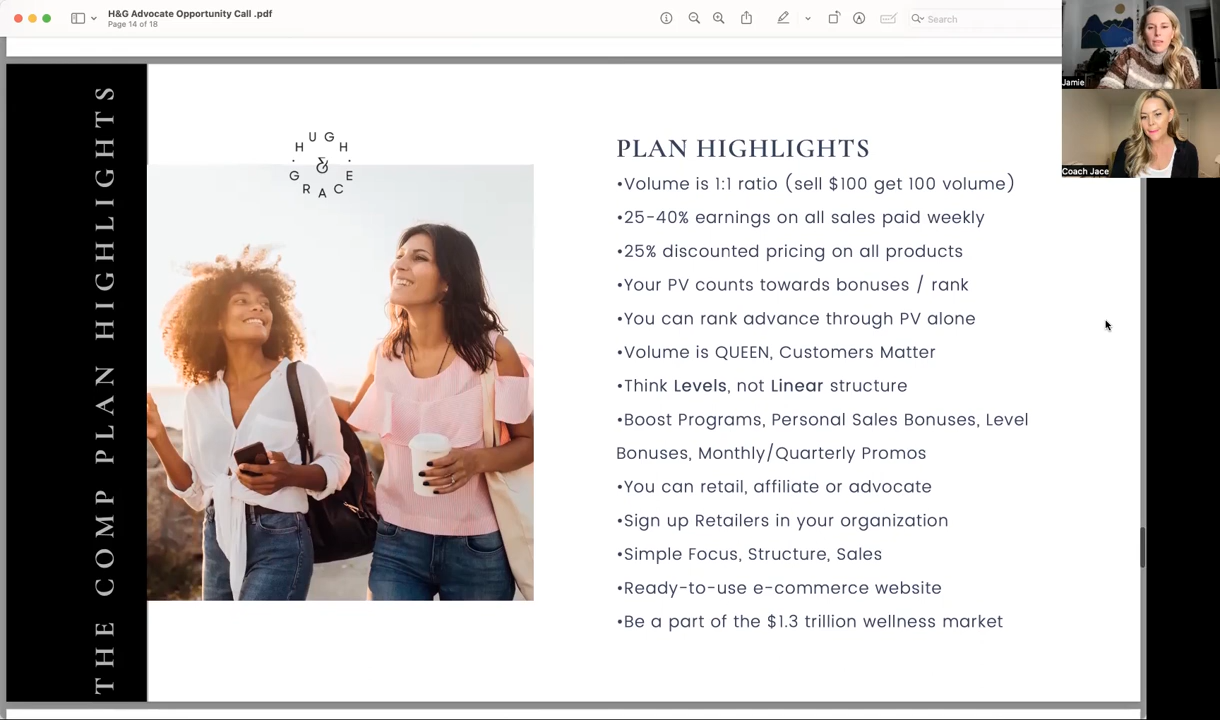 H&G Advocate Opportunity Call .pdf
Page 14 of 18
Search
Jamie
Coach Jace
THE COMP PLAN HIGHLIGHTS
HUGH
&
GRACE
PLAN HIGHLIGHTS
•Volume is 1:1 ratio (sell $100 get 100 volume)
•25-40% earnings on all sales paid weekly
•25% discounted pricing on all products
•Your PV counts towards bonuses / rank
•You can rank advance through PV alone
•Volume is QUEEN, Customers Matter
•Think Levels, not Linear structure
•Boost Programs, Personal Sales Bonuses, Level
Bonuses, Monthly/Quarterly Promos
•You can retail, affiliate or advocate
•Sign up Retailers in your organization
•Simple Focus, Structure, Sales
•Ready-to-use e-commerce website
•Be a part of the $1.3 trillion wellness market